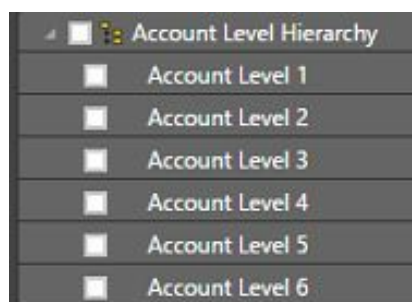 Account Level Hierarchy
Account Level 1
Account Level 2
Account Level 3
Account Level 4
Account Level 5
Account Level 6